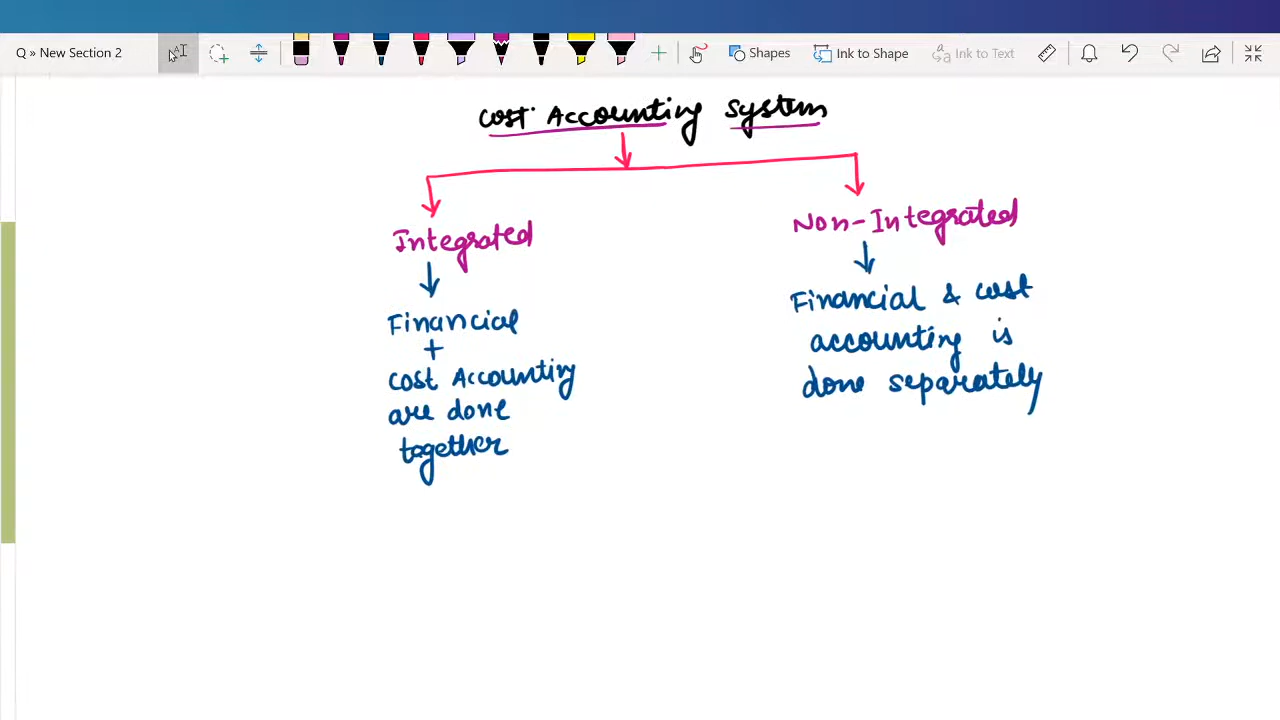 Q » New Section 2
Shapes
Ink to Shape
Ink to Text
Cost Accounting System
Integrated
Financial
+
Cost Accounting
are done
together
Non-Integrated
Financial & cost
accounting is
done separately